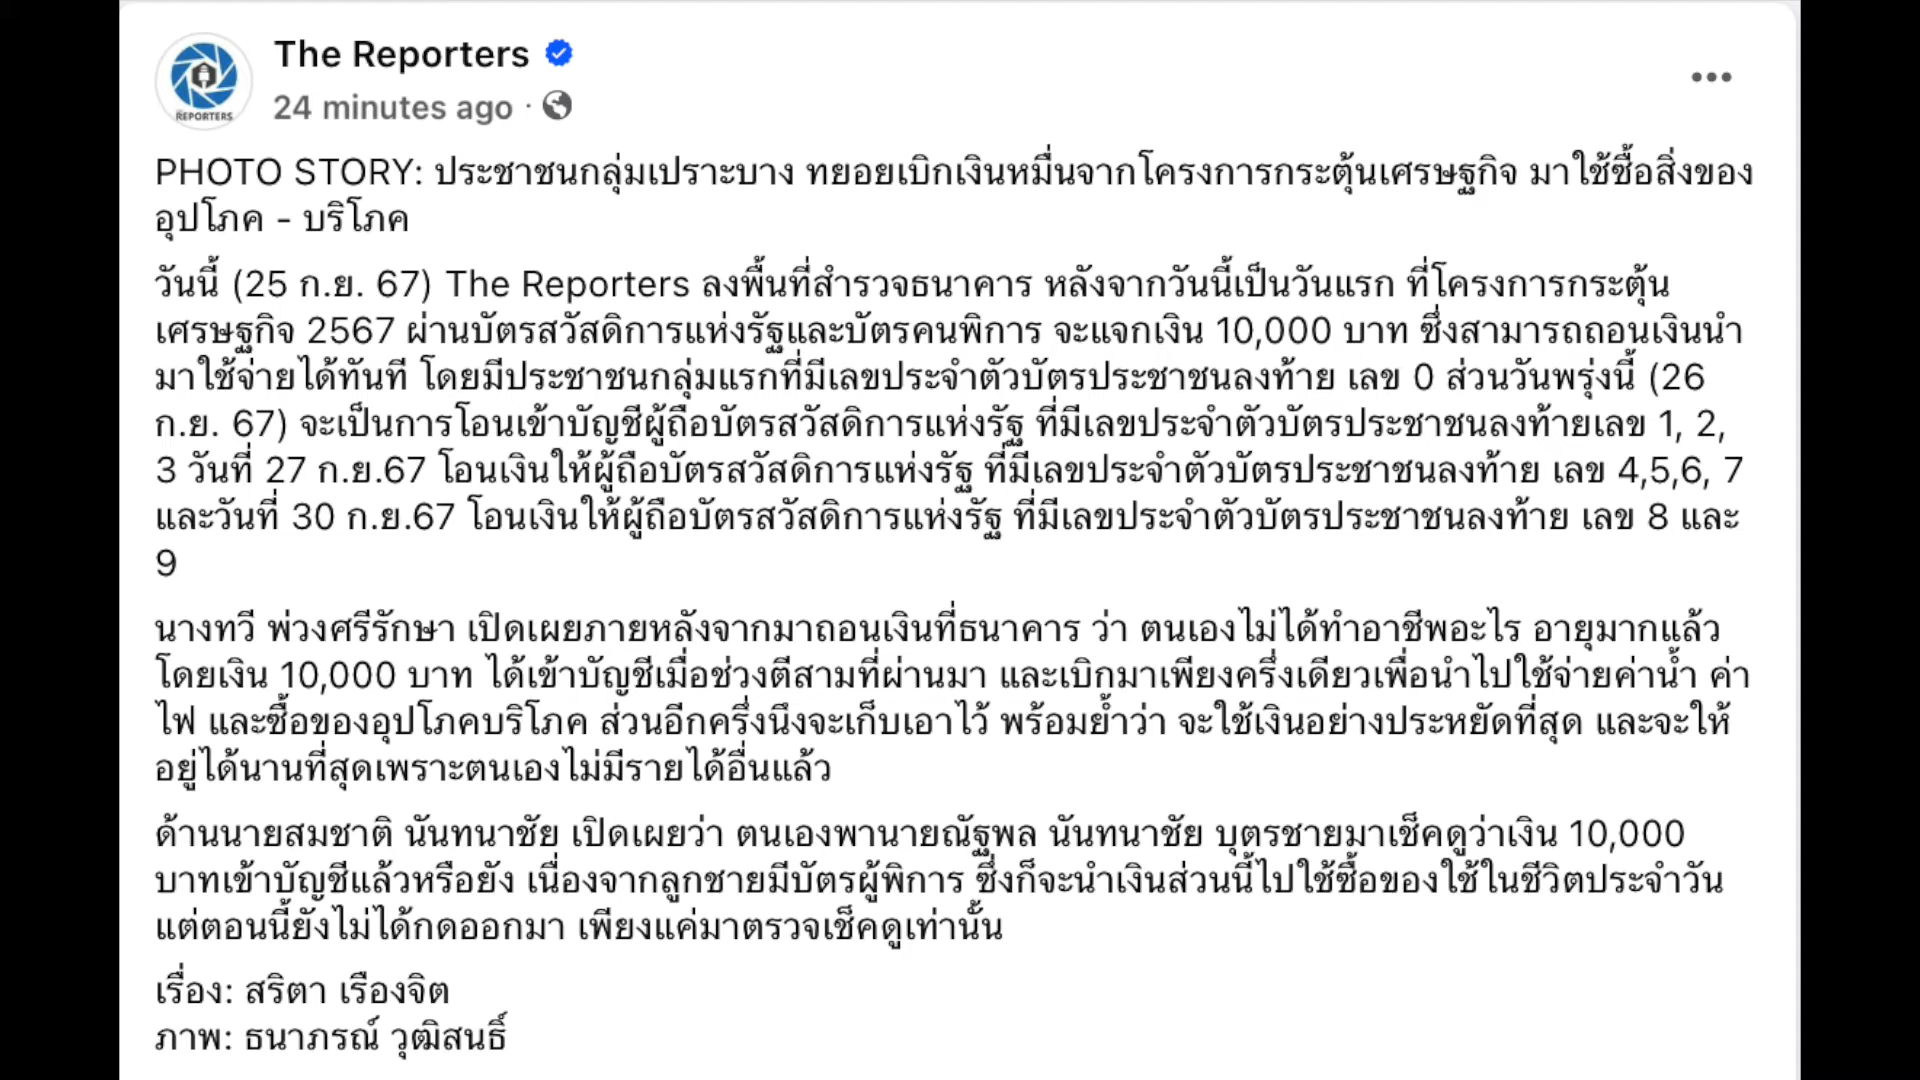 The Reporters
24 minutes ago ·
REPORTERS
PHOTO STORY: ประชาชนกลุ่มเปราะบาง ทยอยเบิกเงินหมื่นจากโครงการกระตุ้นเศรษฐกิจ มาใช้ซื้อสิ่งของ
อุปโภค - บริโภค
วันนี้ (25 ก.ย. 67) The Reporters ลงพื้นที่สำรวจธนาคาร หลังจากวันนี้เป็นวันแรก ที่โครงการกระตุ้น
เศรษฐกิจ 2567 ผ่านบัตรสวัสดิการแห่งรัฐและบัตรคนพิการ จะแจกเงิน 10,000 บาท ซึ่งสามารถถอนเงินนำ
มาใช้จ่ายได้ทันที โดยมีประชาชนกลุ่มแรกที่มีเลขประจำตัวบัตรประชาชนลงท้าย เลข 0 ส่วนวันพรุ่งนี้ (26
ก.ย. 67) จะเป็นการโอนเข้าบัญชีผู้ถือบัตรสวัสดิการแห่งรัฐ ที่มีเลขประจำตัวบัตรประชาชนลงท้ายเลข 1, 2,
3 วันที่ 27 ก.ย.67 โอนเงินให้ผู้ถือบัตรสวัสดิการแห่งรัฐ ที่มีเลขประจำตัวบัตรประชาชนลงท้าย เลข 4,5,6, 7
และวันที่ 30 ก.ย.67 โอนเงินให้ผู้ถือบัตรสวัสดิการแห่งรัฐ ที่มีเลขประจำตัวบัตรประชาชนลงท้าย เลข 8 และ
9
นางทวี พ่วงศรีรักษา เปิดเผยภายหลังจากมาถอนเงินที่ธนาคาร ว่า ตนเองไม่ได้ทำอาชีพอะไร อายุมากแล้ว
โดยเงิน 10,000 บาท ได้เข้าบัญชีเมื่อช่วงตีสามที่ผ่านมา และเบิกมาเพียงครึ่งเดียวเพื่อนำไปใช้จ่ายค่าน้ำ ค่า
ไฟ และซื้อของอุปโภคบริโภค ส่วนอีกครึ่งนึงจะเก็บเอาไว้ พร้อมย้ำว่า จะใช้เงินอย่างประหยัดที่สุด และจะให้
อยู่ได้นานที่สุดเพราะตนเองไม่มีรายได้อื่นแล้ว
ด้านนายสมชาติ นันทนาชัย เปิดเผยว่า ตนเองพานายณัฐพล นันทนาชัย บุตรชายมาเช็คดูว่าเงิน 10,000
บาทเข้าบัญชีแล้วหรือยัง เนื่องจากลูกชายมีบัตรผู้พิการ ซึ่งก็จะนำเงินส่วนนี้ไปใช้ซื้อของใช้ในชีวิตประจำวัน
แต่ตอนนี้ยังไม่ได้กดออกมา เพียงแค่มาตรวจเช็คดูเท่านั้น
เรื่อง: สริตา เรืองจิต
ภาพ: ธนาภรณ์ วุฒิสนธิ์